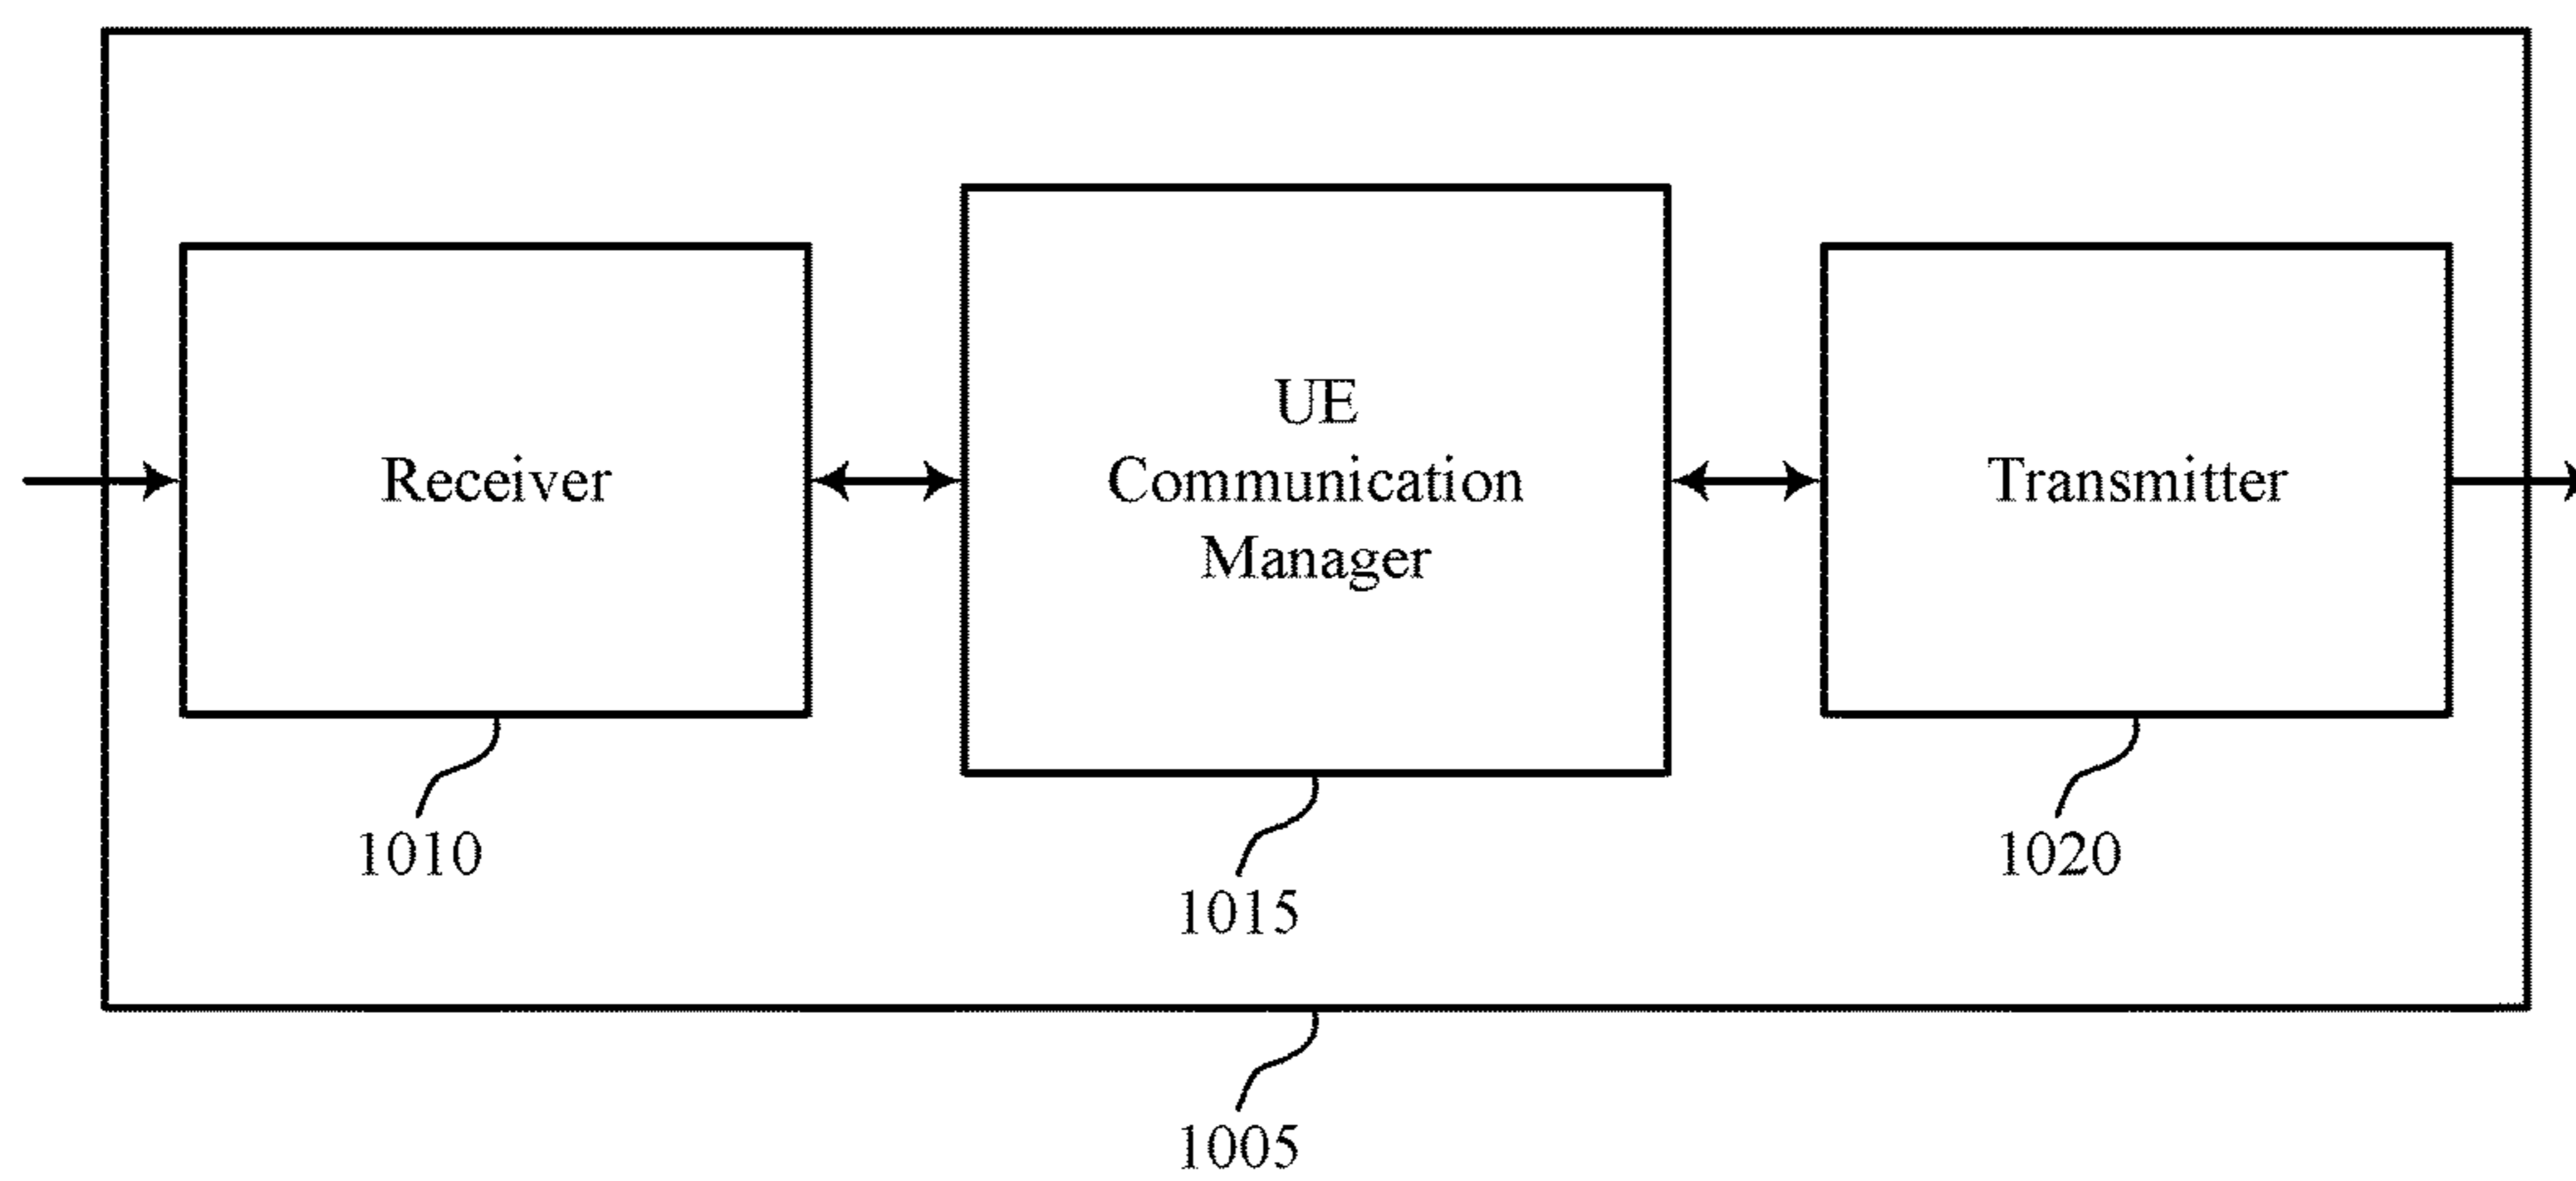 Receiver
UE
Communication
Manager
Transmitter
1010
1015
1020
1005